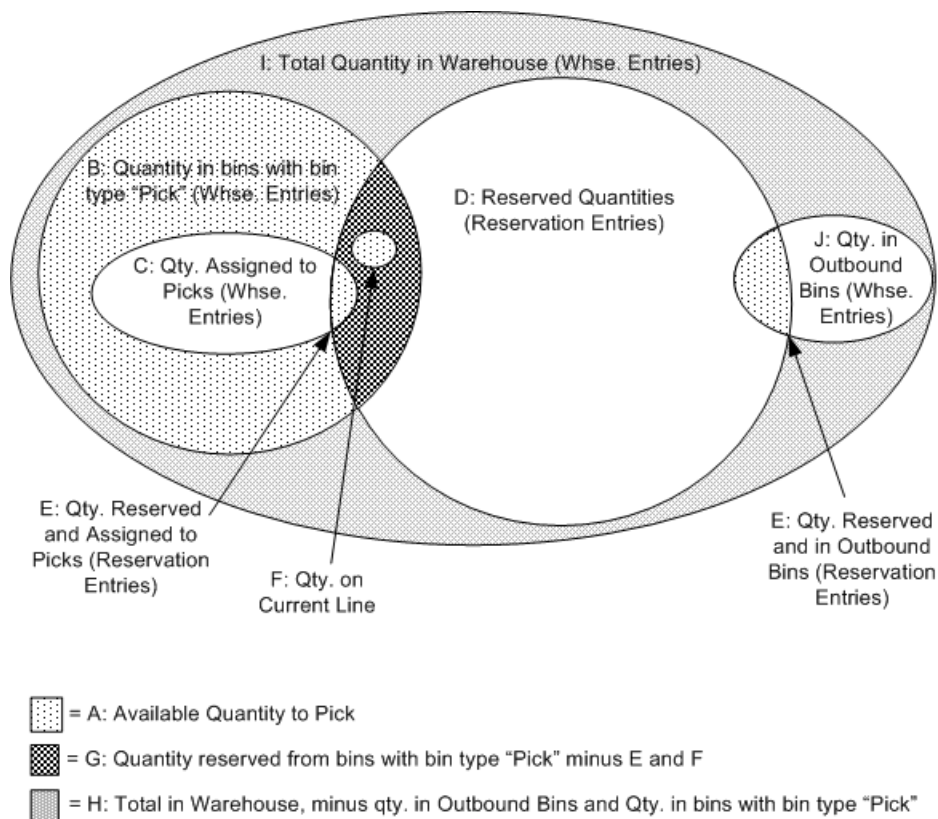 I: Total Quantity in Warehouse (Whse. Entries)
B: Quantity in bins with bin
type “Pick” (Whse. Entries)
D: Reserved Quantities
(Reservation Entries)
C: Qty. Assigned to
Picks (Whse.
Entries)
J: Qty. in
Outbound
Bins (Whse.
Entries)
E: Qty. Reserved
and Assigned to
Picks (Reservation
Entries)
F: Qty. on
Current Line
E: Qty. Reserved
and in Outbound
Bins (Reservation
Entries)
= A: Available Quantity to Pick
= G: Quantity reserved from bins with bin type “Pick” minus E and F
= H: Total in Warehouse, minus qty. in Outbound Bins and Qty. in bins with bin type “Pick”